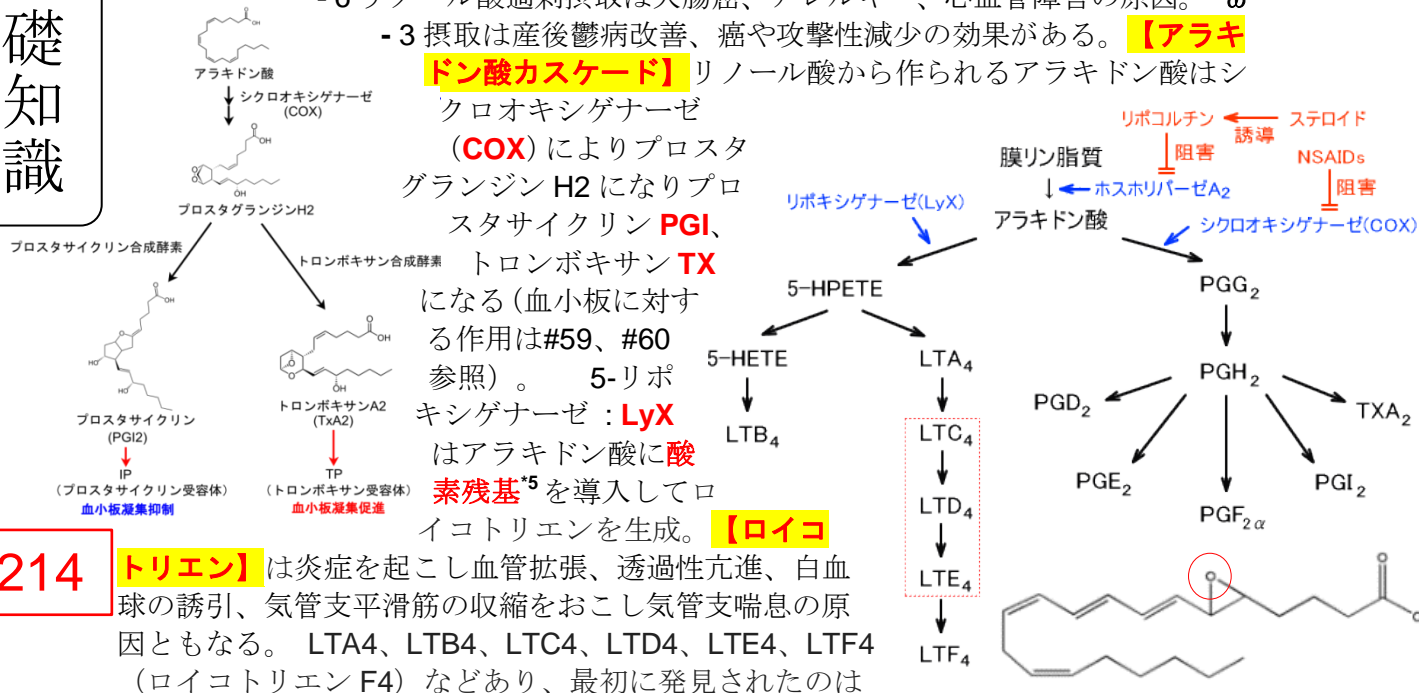 礎知識
-6リノール酸過剰摂取は大腸癌、アレルギー、心血管障害の原因。 ω
-3摂取は産後鬱病改善、癌や攻撃性減少の効果がある。【アラキ
ドン酸カスケード】リノール酸から作られるアラキドン酸はシ
クロオキシゲナーゼ
（COX）によりプロスタ
グランジン H2 になりプロ
スタサイクリン PGI、
トロンボキサン TX
になる（血小板に対す
る作用は#59、#60
参照）。 5-リポ
キシゲナーゼ：LyX
はアラキドン酸に酸
素残基*5を導入してロ
イコトリエンを生成。【ロイコ
トリエン】は炎症を起こし血管拡張、透過性亢進、白血
球の誘引、気管支平滑筋の収縮をおこし気管支喘息の原
因ともなる。 LTA4、LTB4、LTC4、LTD4、LTE4、LTF4
（ロイコトリエン F4）などあり、最初に発見されたのは
214
O
OH
アラキドン酸
シクロオキシゲナーゼ
(COX)
O
OH
O
O
OH
プロスタグランジンH2
プロスタサイクリン合成酵素
トロンボキサン合成酵素
O
OH
O
HO
HO
プロスタサイクリン
(PGI2)
IP
（プロスタサイクリン受容体）
血小板凝集抑制
O
OH
O
O
OH
トロンボキサンA2
(TxA2)
TP
（トロンボキサン受容体）
血小板凝集促進
リポコルチン
誘導
ステロイド
阻害
NSAIDs
阻害
膜リン脂質
ホスホリパーゼA2
アラキドン酸
リポキシゲナーゼ(LyX)
シクロオキシゲナーゼ(COX)
5-HPETE
PGG2
5-HETE
LTA4
PGH2
LTB4
LTC4
PGD2
TXA2
LTD4
PGE2
PGI2
PGF2α
LTE4
LTF4
O
O